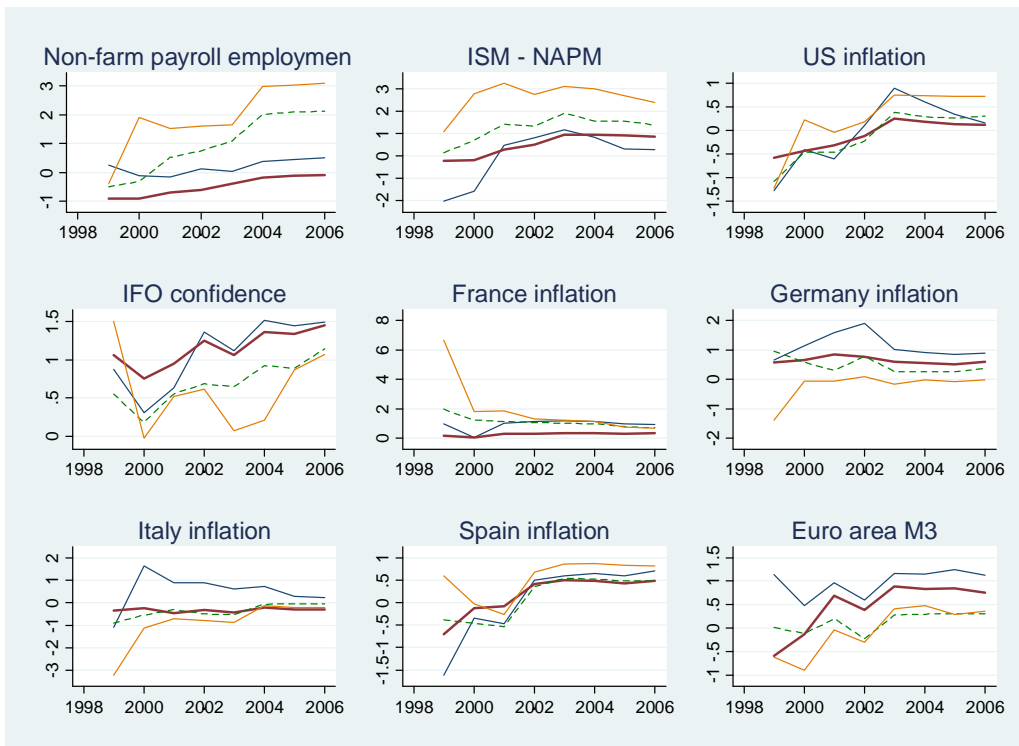 Non-farm payroll employmen
-1 0 1 2 3
1998 2000 2002 2004 2006
ISM - NAPM
-2 -1 0 1 2 3
1998 2000 2002 2004 2006
US inflation
-1.5 -1 -.5 0 .5 1
1998 2000 2002 2004 2006
IFO confidence
0 .5 1 1.5
1998 2000 2002 2004 2006
France inflation
0 2 4 6 8
1998 2000 2002 2004 2006
Germany inflation
-2 -1 0 1 2
1998 2000 2002 2004 2006
Italy inflation
-3 -2 -1 0 1 2
1998 2000 2002 2004 2006
Spain inflation
-1.5 -1 -.5 0 .5 1
1998 2000 2002 2004 2006
Euro area M3
-1 -.5 0 .5 1 1.5
1998 2000 2002 2004 2006